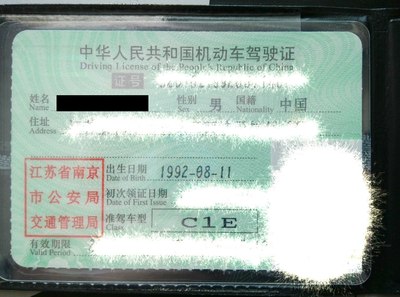 中华人民共和国机动车驾驶证
Driving License of the People's Republic of China
证号
姓名 性别 男 国籍 中国
Name Sex Nationality
住址
Address
出生日期 1992-08-11
Date of Birth
初次领证日期
Date of First Issue
准驾车型 C1E
Class
有效期限
Valid Period
江苏省南京
市公安局
交通管理局